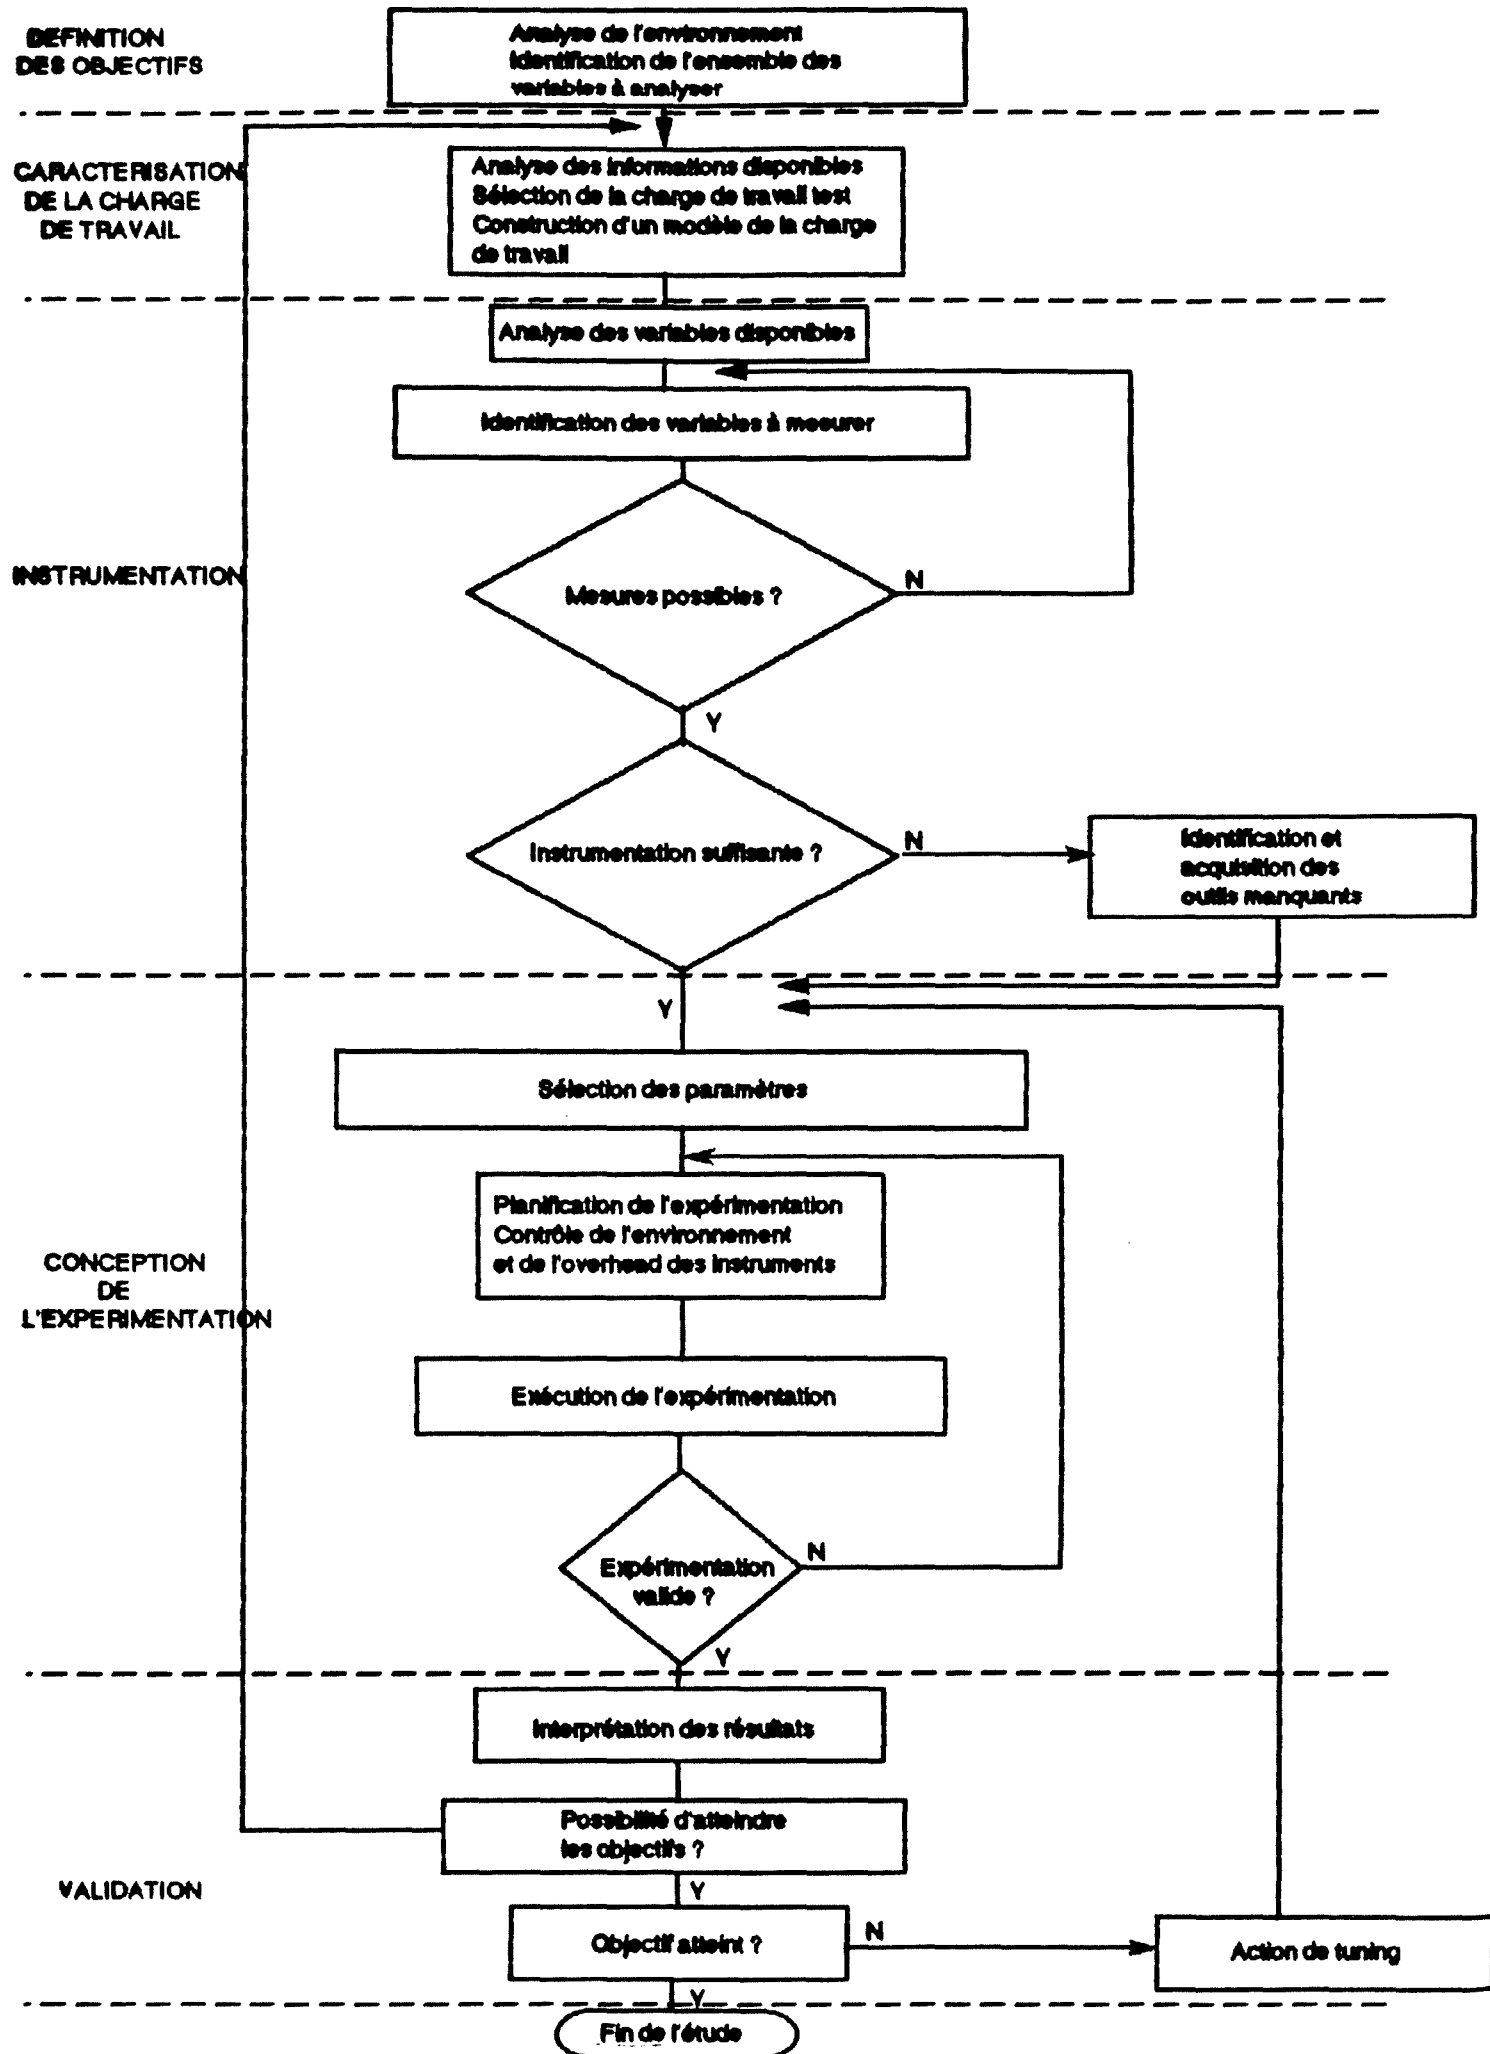 DEFINITION
DES OBJECTIFS
Analyse de l'environnement
Identification de l'ensemble des
variables à analyser
CARACTERISATION
DE LA CHARGE
DE TRAVAIL
Analyse des informations disponibles
Sélection de la charge de travail test
Construction d'un modèle de la charge
de travail
Analyse des variables disponibles
Identification des variables à mesurer
INSTRUMENTATION
Mesures possibles ?
N
Y
Instrumentation suffisante ?
N
Identification et
acquisition des
outils manquants
Y
Sélection des paramètres
CONCEPTION
DE
L'EXPERIMENTATION
Planification de l'expérimentation
Contrôle de l'environnement
et de l'overhead des instruments
Exécution de l'expérimentation
Expérimentation
valide ?
N
Y
Interprétation des résultats
Possibilité d'atteindre
les objectifs ?
VALIDATION
Y
Objectif atteint ?
N
Action de tuning
Y
Fin de l'étude